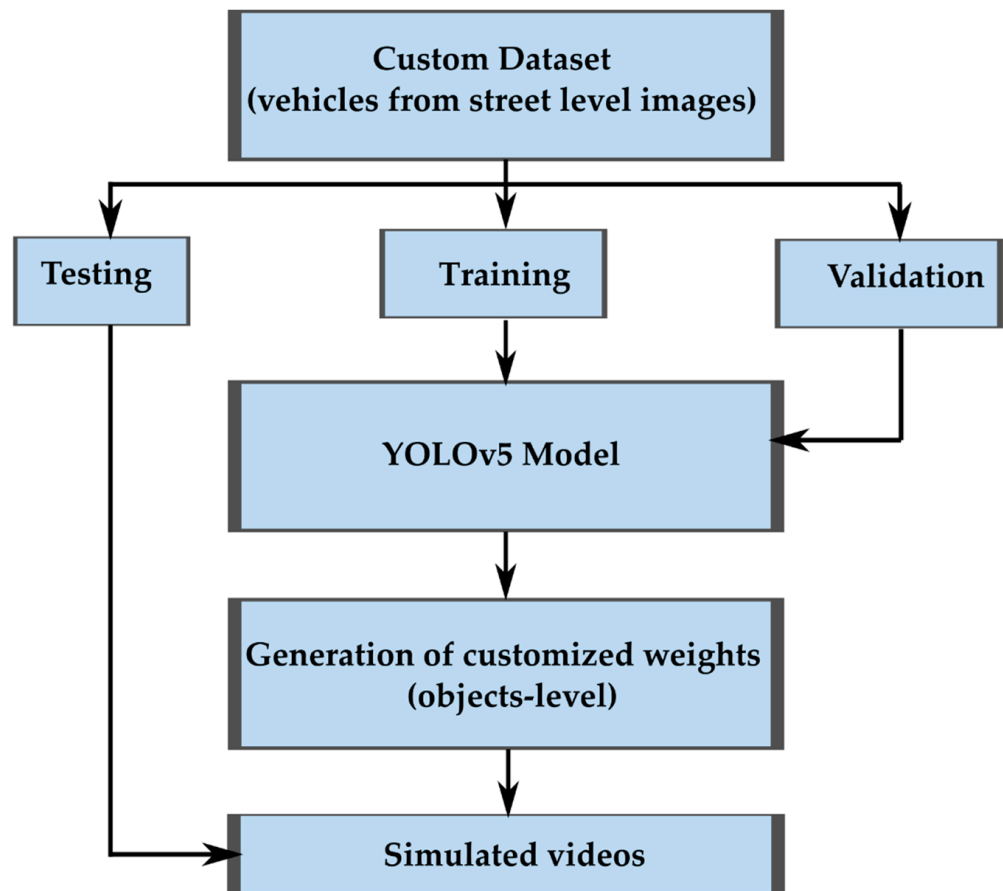 Custom Dataset
(vehicles from street level images)
Testing
Training
Validation
YOLOv5 Model
Generation of customized weights
(objects-level)
Simulated videos